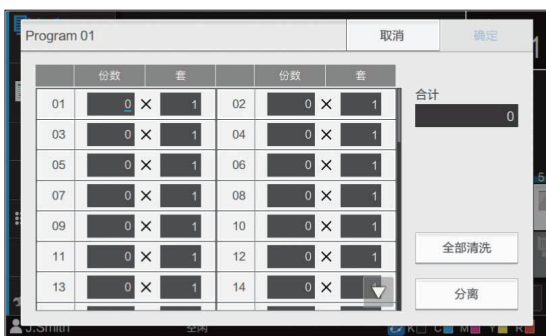 Program 01 取消 确定
份数 套 份数 套
合计
01 0 × 1 02 0 × 1
0
03 0 × 1 04 0 × 1
05 0 × 1 06 0 × 1
07 0 × 1 08 0 × 1
09 0 × 1 10 0 × 1
全部清洗
11 0 × 1 12 0 × 1
13 0 × 1 14 0 ×
分离
J.Smith 空闲 K C M Y R